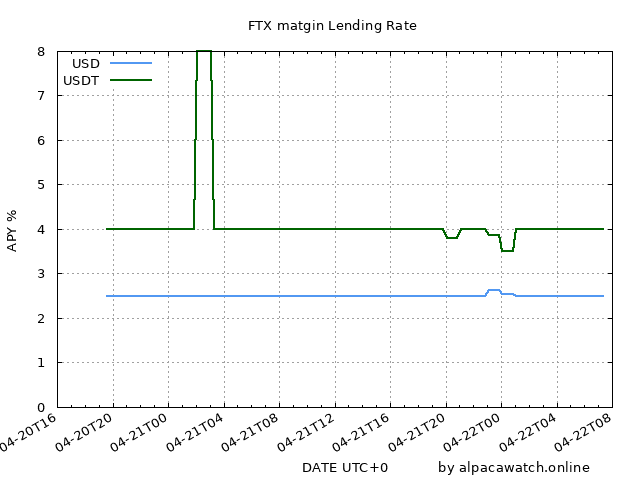 FTX matgin Lending Rate
USD
USDT
8
7
6
5
4
3
2
1
0
APY %
04-20T16
04-20T20
04-21T00
04-21T04
04-21T08
04-21T12
04-21T16
04-21T20
04-22T00
04-22T04
04-22T08
DATE UTC+0 by alpacawatch.online